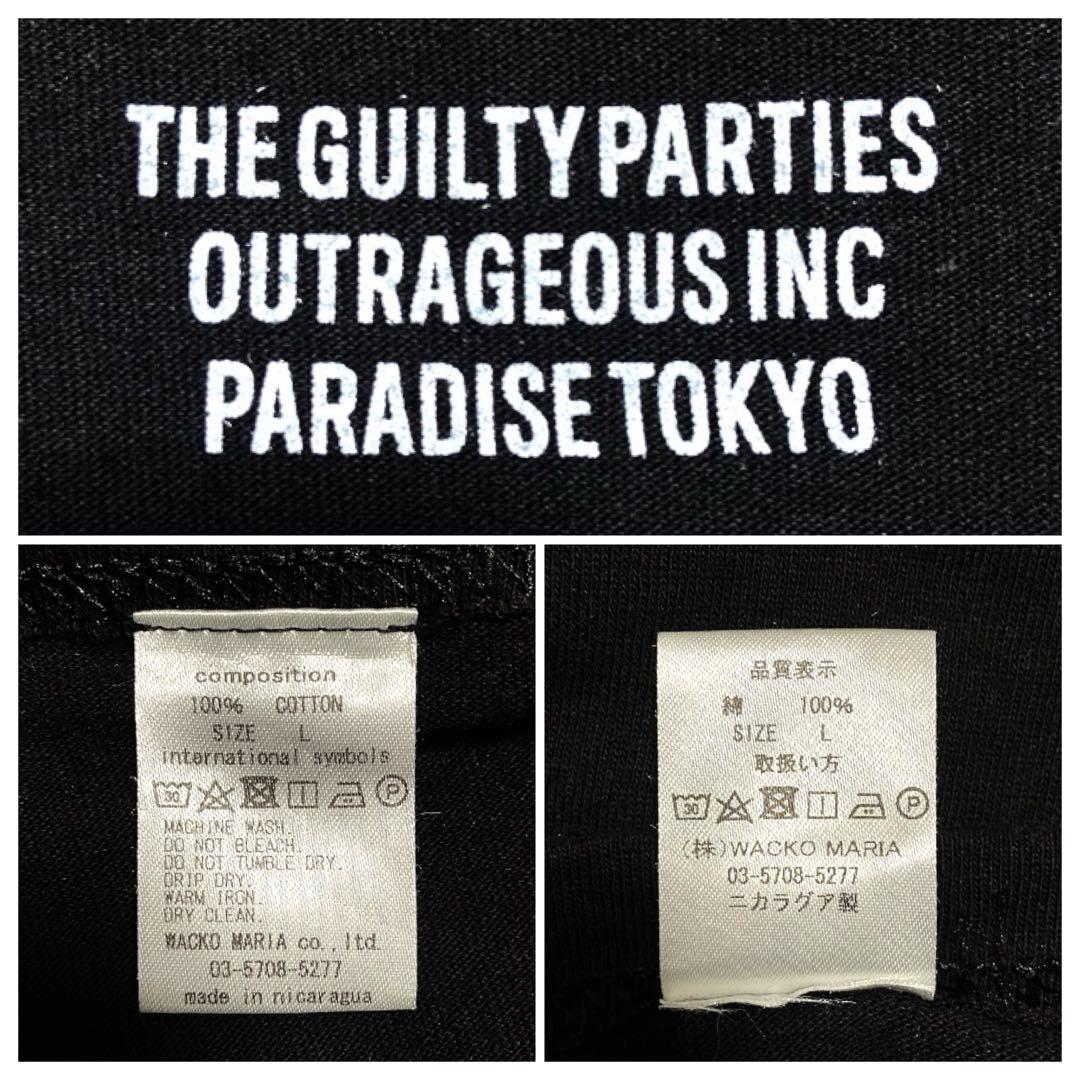 THE GUILTY PARTIES
OUTRAGEOUS INC
PARADISE TOKYO
composition
100% COTTON
SIZE L
international symbols
30 P
MACHINE WASH.
DO NOT BLEACH.
DO NOT TUMBLE DRY.
DRIP DRY.
WARM IRON.
DRY CLEAN.
WACKO MARIA co.,ltd.
03-5708-5277
made in nicaragua
品質表示
綿 100%
SIZE L
取扱い方
30 P
(株)WACKO MARIA
03-5708-5277
ニカラグア製